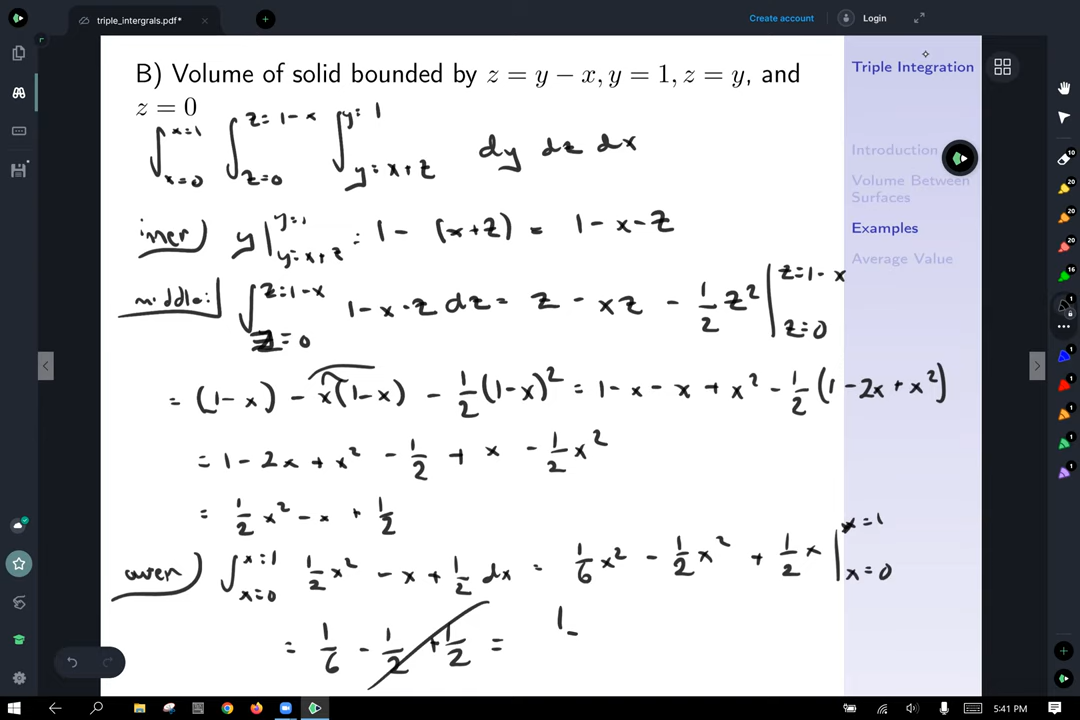 triple_intergrals.pdf*
Create account
Login
B) Volume of solid bounded by z = y − x, y = 1, z = y, and
z = 0
∫_{x=0}^{x=1} ∫_{z=0}^{z=1-x} ∫_{y=x+z}^{y=1} dy dz dx
iner) y|_{y=x+z}^{y=1} = 1 - (x+z) = 1-x-z
middle: ∫_{z=0}^{z=1-x} 1-x-z dz = z - xz - 1/2 z² |_{z=0}^{z=1-x}
= (1-x) - x(1-x) - 1/2 (1-x)² = 1-x-x+x² - 1/2 (1-2x+x²)
= 1-2x+x² - 1/2 + x - 1/2 x²
= 1/2 x² - x + 1/2
∫_{x=0}^{x=1} 1/2 x² - x + 1/2 dx = 1/6 x² - 1/2 x² + 1/2 x |_{x=0}^{x=1}
= 1/6 - 1/2 + 1/2 = 1
Triple Integration
Introduction
Volume Between
Surfaces
Examples
Average Value
5:41 PM